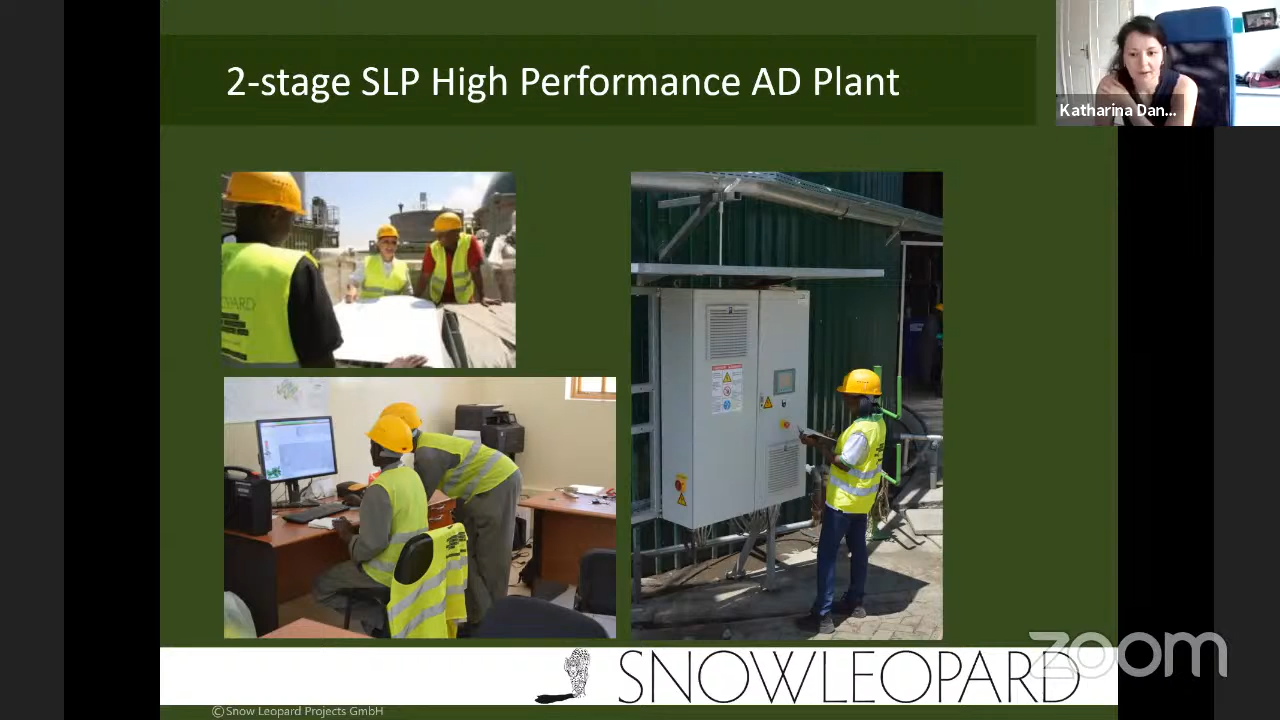 2-stage SLP High Performance AD Plant
Katharina Dan...
SNOWLEOPARD
zoom
©Snow Leopard Projects GmbH